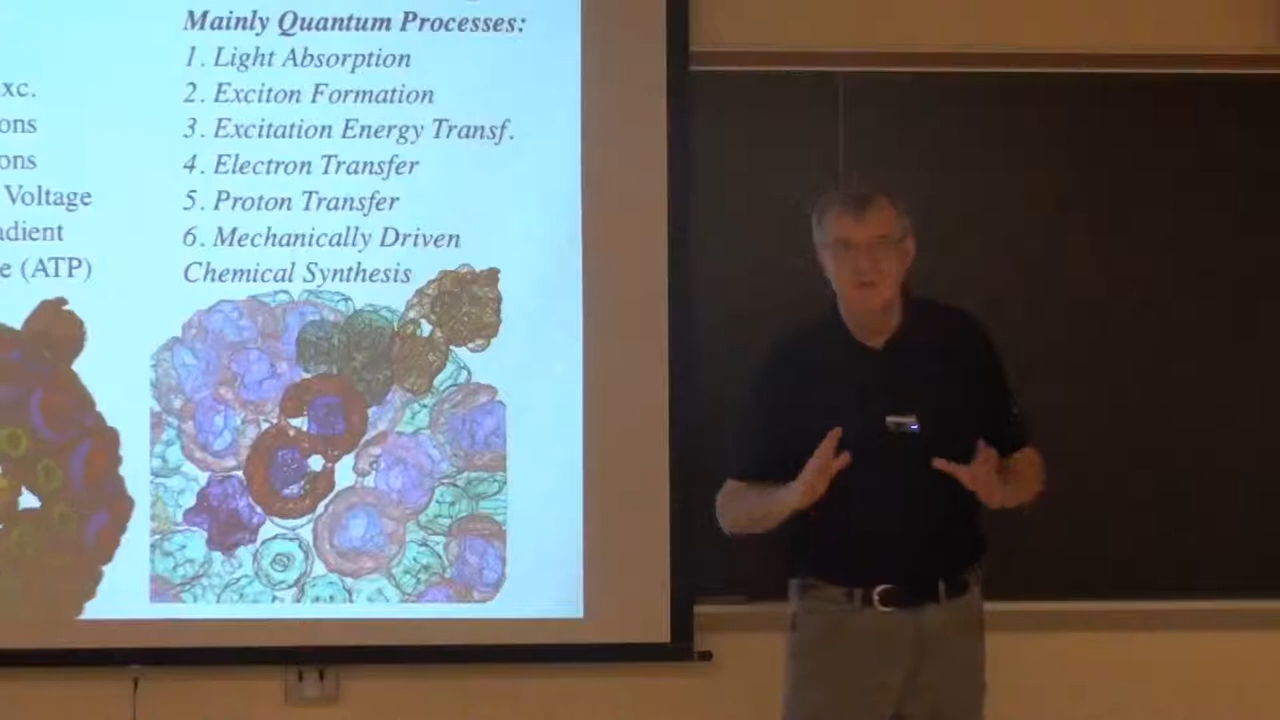 Mainly Quantum Processes:
1. Light Absorption
xc.
2. Exciton Formation
ons
3. Excitation Energy Transf.
ons
4. Electron Transfer
Voltage
5. Proton Transfer
adient
6. Mechanically Driven
e (ATP)
Chemical Synthesis